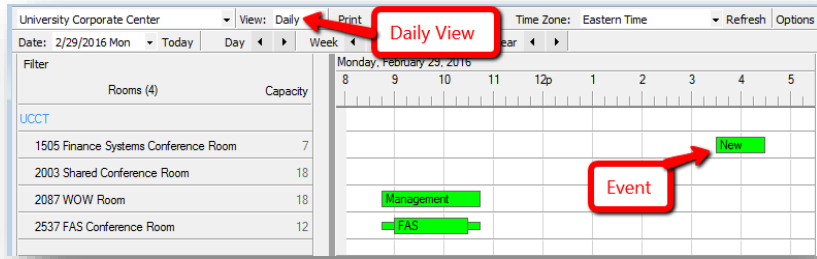 University Corporate Center View: Daily Print Time Zone: Eastern Time Refresh Options
Daily View
Date: 2/29/2016 Mon Today Day Week ear
Filter Monday, February 29, 2016
Rooms (4) Capacity 8 9 10 11 12p 1 2 3 4 5
UCCT
1505 Finance Systems Conference Room 7 New
2003 Shared Conference Room 18
Event
2087 WOW Room 18 Management
2537 FAS Conference Room 12 FAS